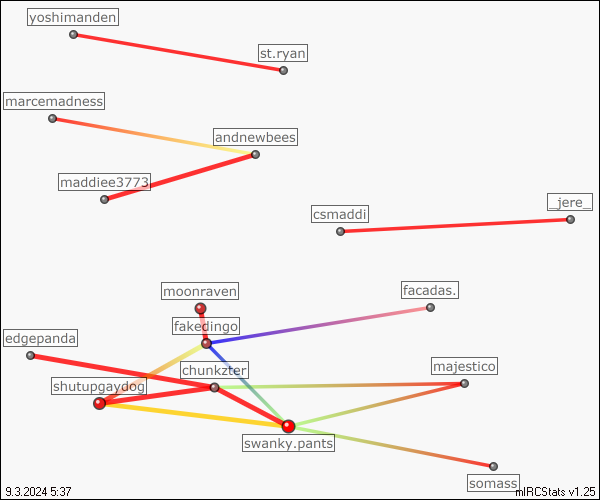 yoshimanden
st.ryan
marcemadness
andnewbees
maddiee3773
_jere_
csmaddi
moonraven
facadas.
fakedingo
edgepanda
chunkzter
majestico
shutupgaydog
swanky.pants
somass
9.3.2024 5:37
mIRCStats v1.25